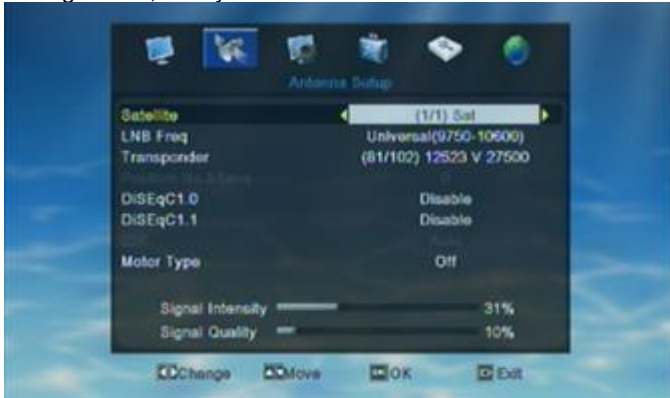 Antenna Setup
Satellite (1/1) Sat
LNB Freq Universal(9750-10600)
Transponder (81/102) 12523 V 27500
DiSEqC1.0 Disable
DiSEqC1.1 Disable
Motor Type Off
Signal Intensity 31%
Signal Quality 10%
Change Move OK Exit